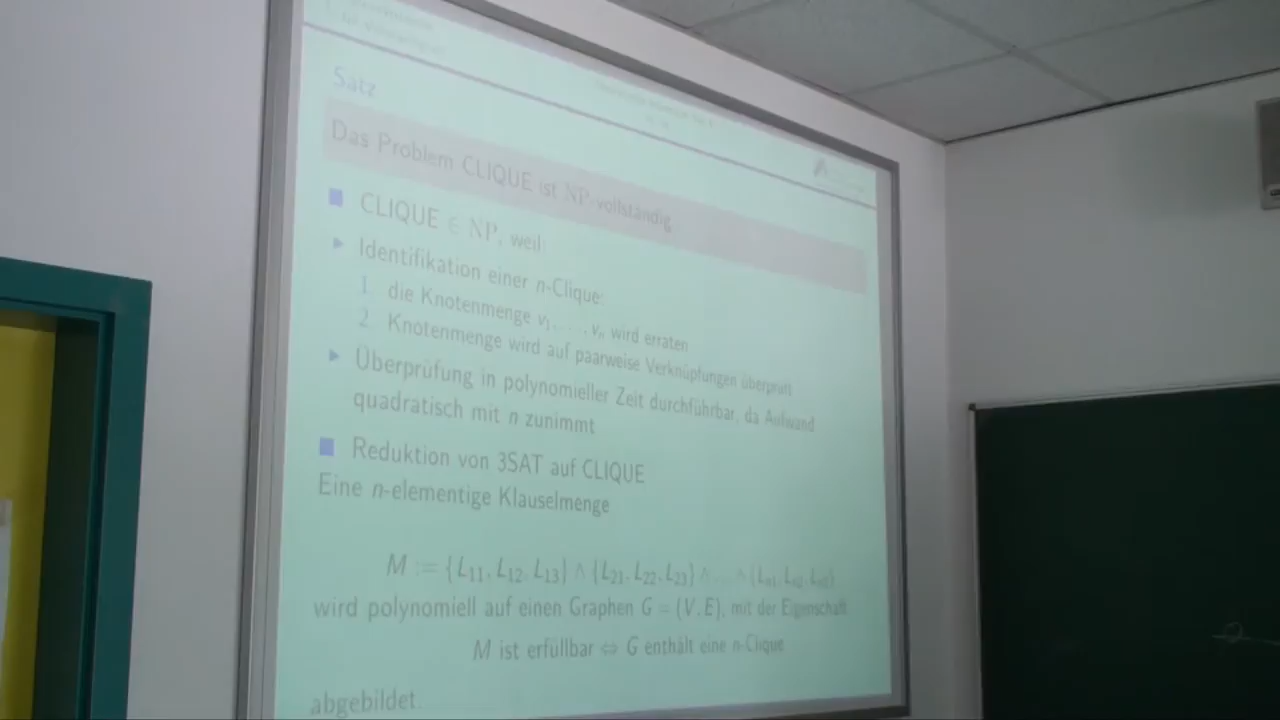 Satz
Das Problem CLIQUE ist NP vollständig
CLIQUE ∈ NP, weil
Identifikation einer n-Clique:
1. die Knotenmenge v₁, . . . , vₙ wird erraten
2. Knotenmenge wird auf paarweise Verknüpfungen überprüft
Überprüfung in polynomieller Zeit durchführbar, da Aufwand
quadratisch mit n zunimmt
Reduktion von 3SAT auf CLIQUE
Eine n-elementige Klauselmenge
M := {L₁₁, L₁₂, L₁₃} ∧ {L₂₁, L₂₂, L₂₃} ∧ . . . ∧ {Lₙ₁, Lₙ₂, Lₙ₃}
wird polynomiell auf einen Graphen G = (V, E), mit der Eigenschaft
M ist erfüllbar ⇔ G enthält eine n-Clique
abgebildet.